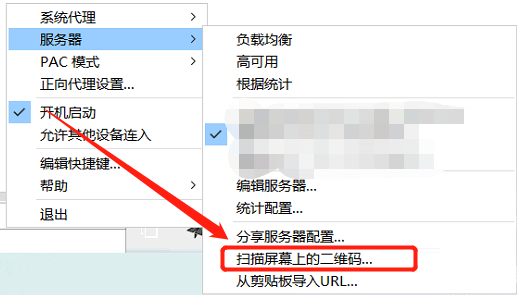 系统代理
服务器
PAC 模式
正向代理设置...
开机启动
允许其他设备连入
编辑快捷键...
帮助
退出
负载均衡
高可用
根据统计
编辑服务器...
统计配置...
分享服务器配置...
扫描屏幕上的二维码...
从剪贴板导入URL...